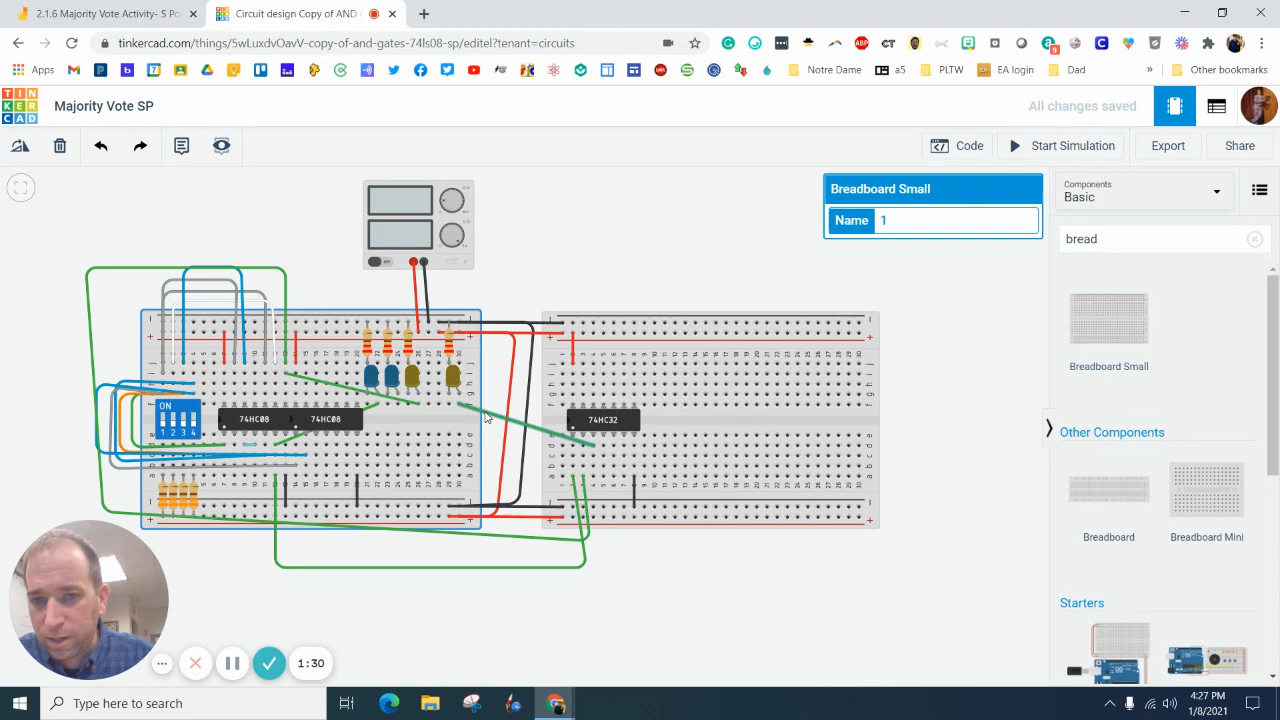 2.1.6 Majority Vote Activity- S Po
Circuit design Copy of AND
tinkercad.com/things/
copy-of-and-gates-74h08-sp/editel?tenant=circuits
Apps
Notre Dame
a5
PLTW
EA login
Dad
Other bookmarks
9
TIN
KER
CAD
Majority Vote SP
All changes saved
Code
Start Simulation
Export
Share
Breadboard Small
Name 1
Components
Basic
bread
Breadboard Small
Other Components
Breadboard
Breadboard Mini
Starters
ON
1 2 3 4
74HC08
74HC08
74HC32
1:30
Type here to search
4:27 PM
1/8/2021